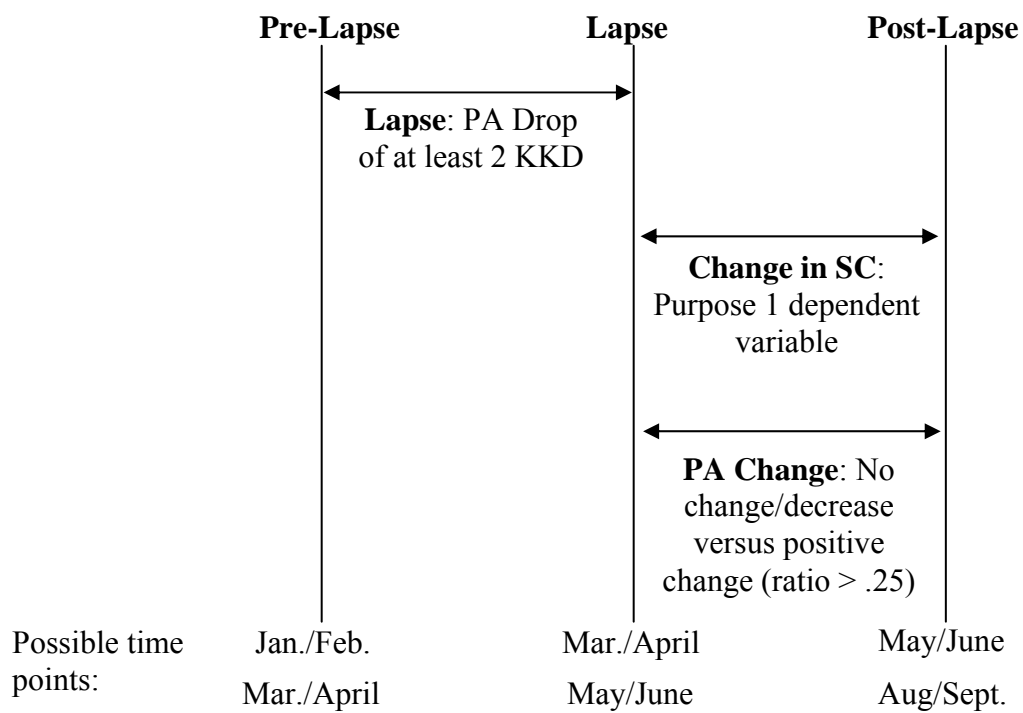 Pre-Lapse Lapse Post-Lapse
Lapse: PA Drop
of at least 2 KKD
Change in SC:
Purpose 1 dependent
variable
PA Change: No
change/decrease
versus positive
change (ratio > .25)
Possible time
points:
Jan./Feb. Mar./April May/June
Mar./April May/June Aug/Sept.